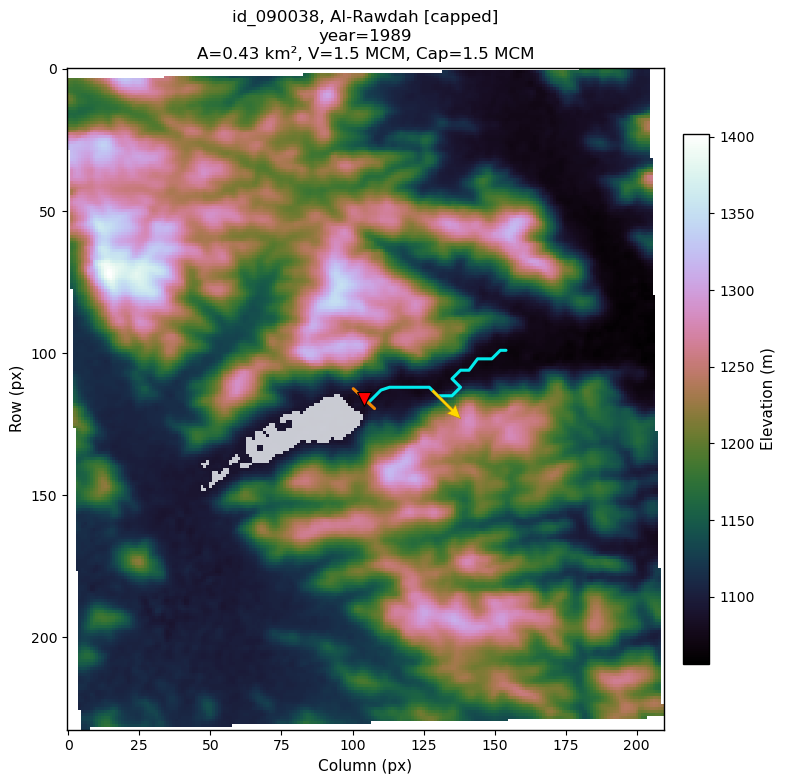 id_090038, Al-Rawdah [capped]
year=1989
A=0.43 km², V=1.5 MCM, Cap=1.5 MCM
0
50
100
150
200
Row (px)
0 25 50 75 100 125 150 175 200
Column (px)
1400
1350
1300
1250
1200
1150
1100
Elevation (m)